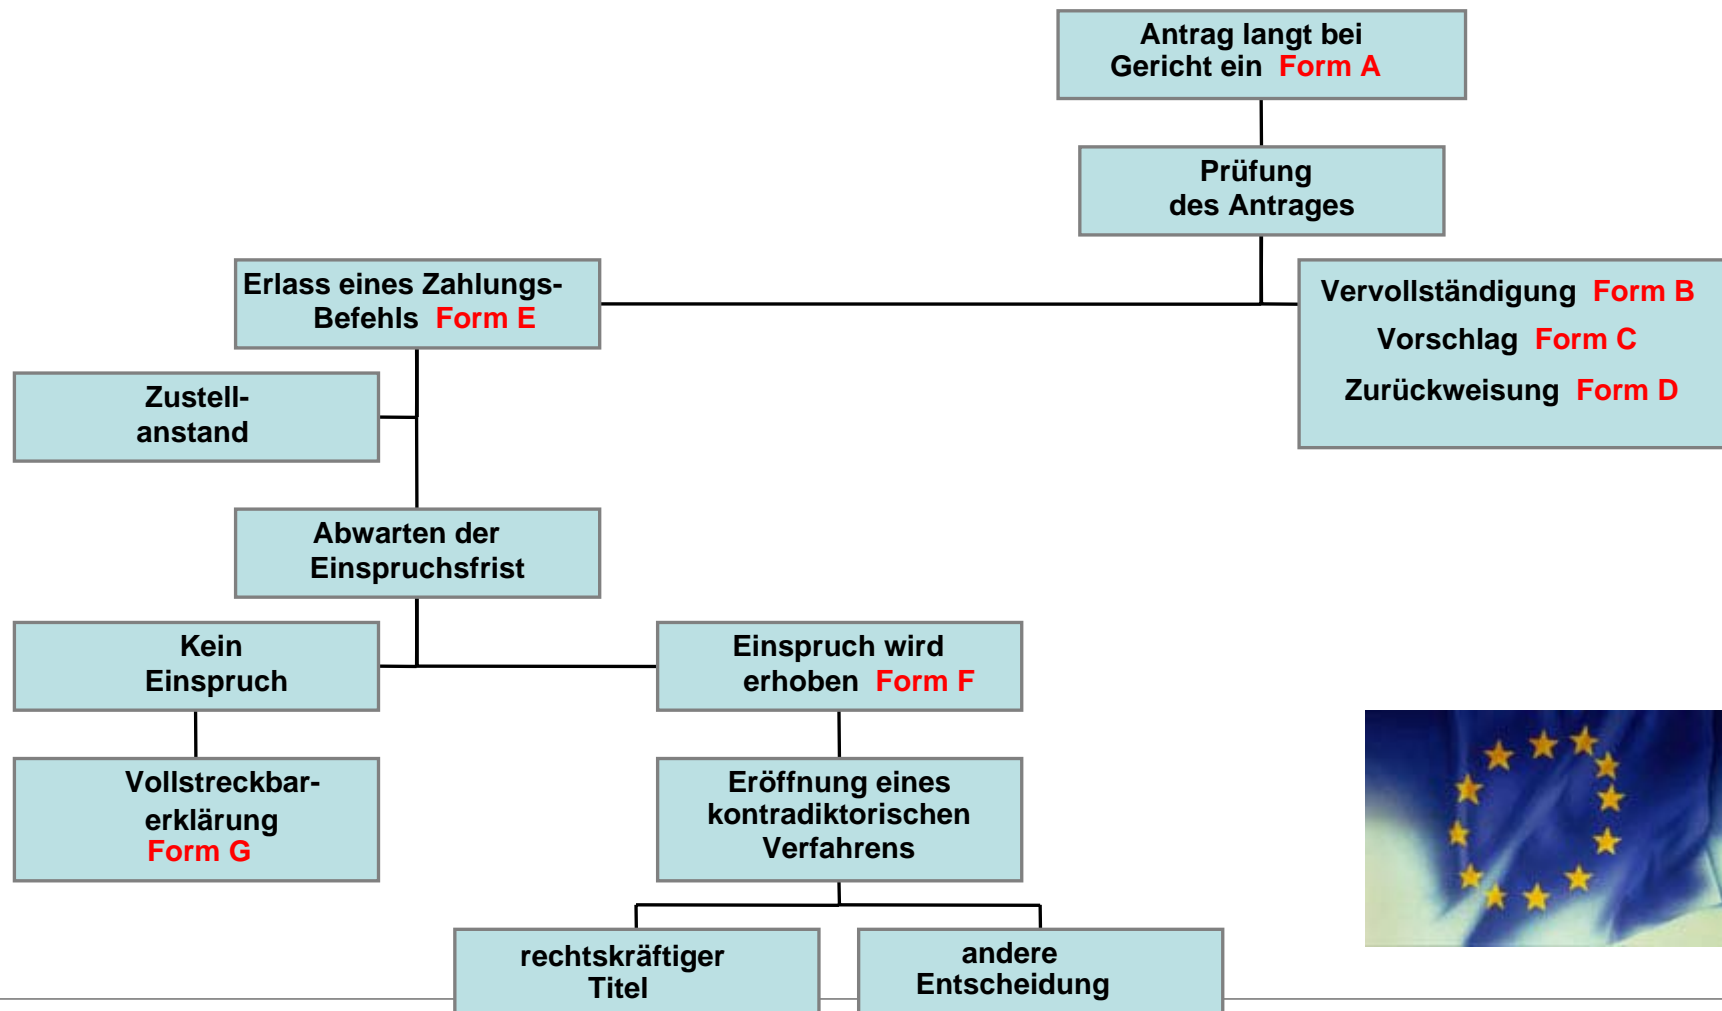 Antrag langt bei
Gericht ein Form A
Prüfung
des Antrages
Erlass eines Zahlungs-
Befehls Form E
Vervollständigung Form B
Vorschlag Form C
Zurückweisung Form D
Zustell-
anstand
Abwarten der
Einspruchsfrist
Kein
Einspruch
Einspruch wird
erhoben Form F
Vollstreckbar-
erklärung
Form G
Eröffnung eines
kontradiktorischen
Verfahrens
rechtskräftiger
Titel
andere
Entscheidung